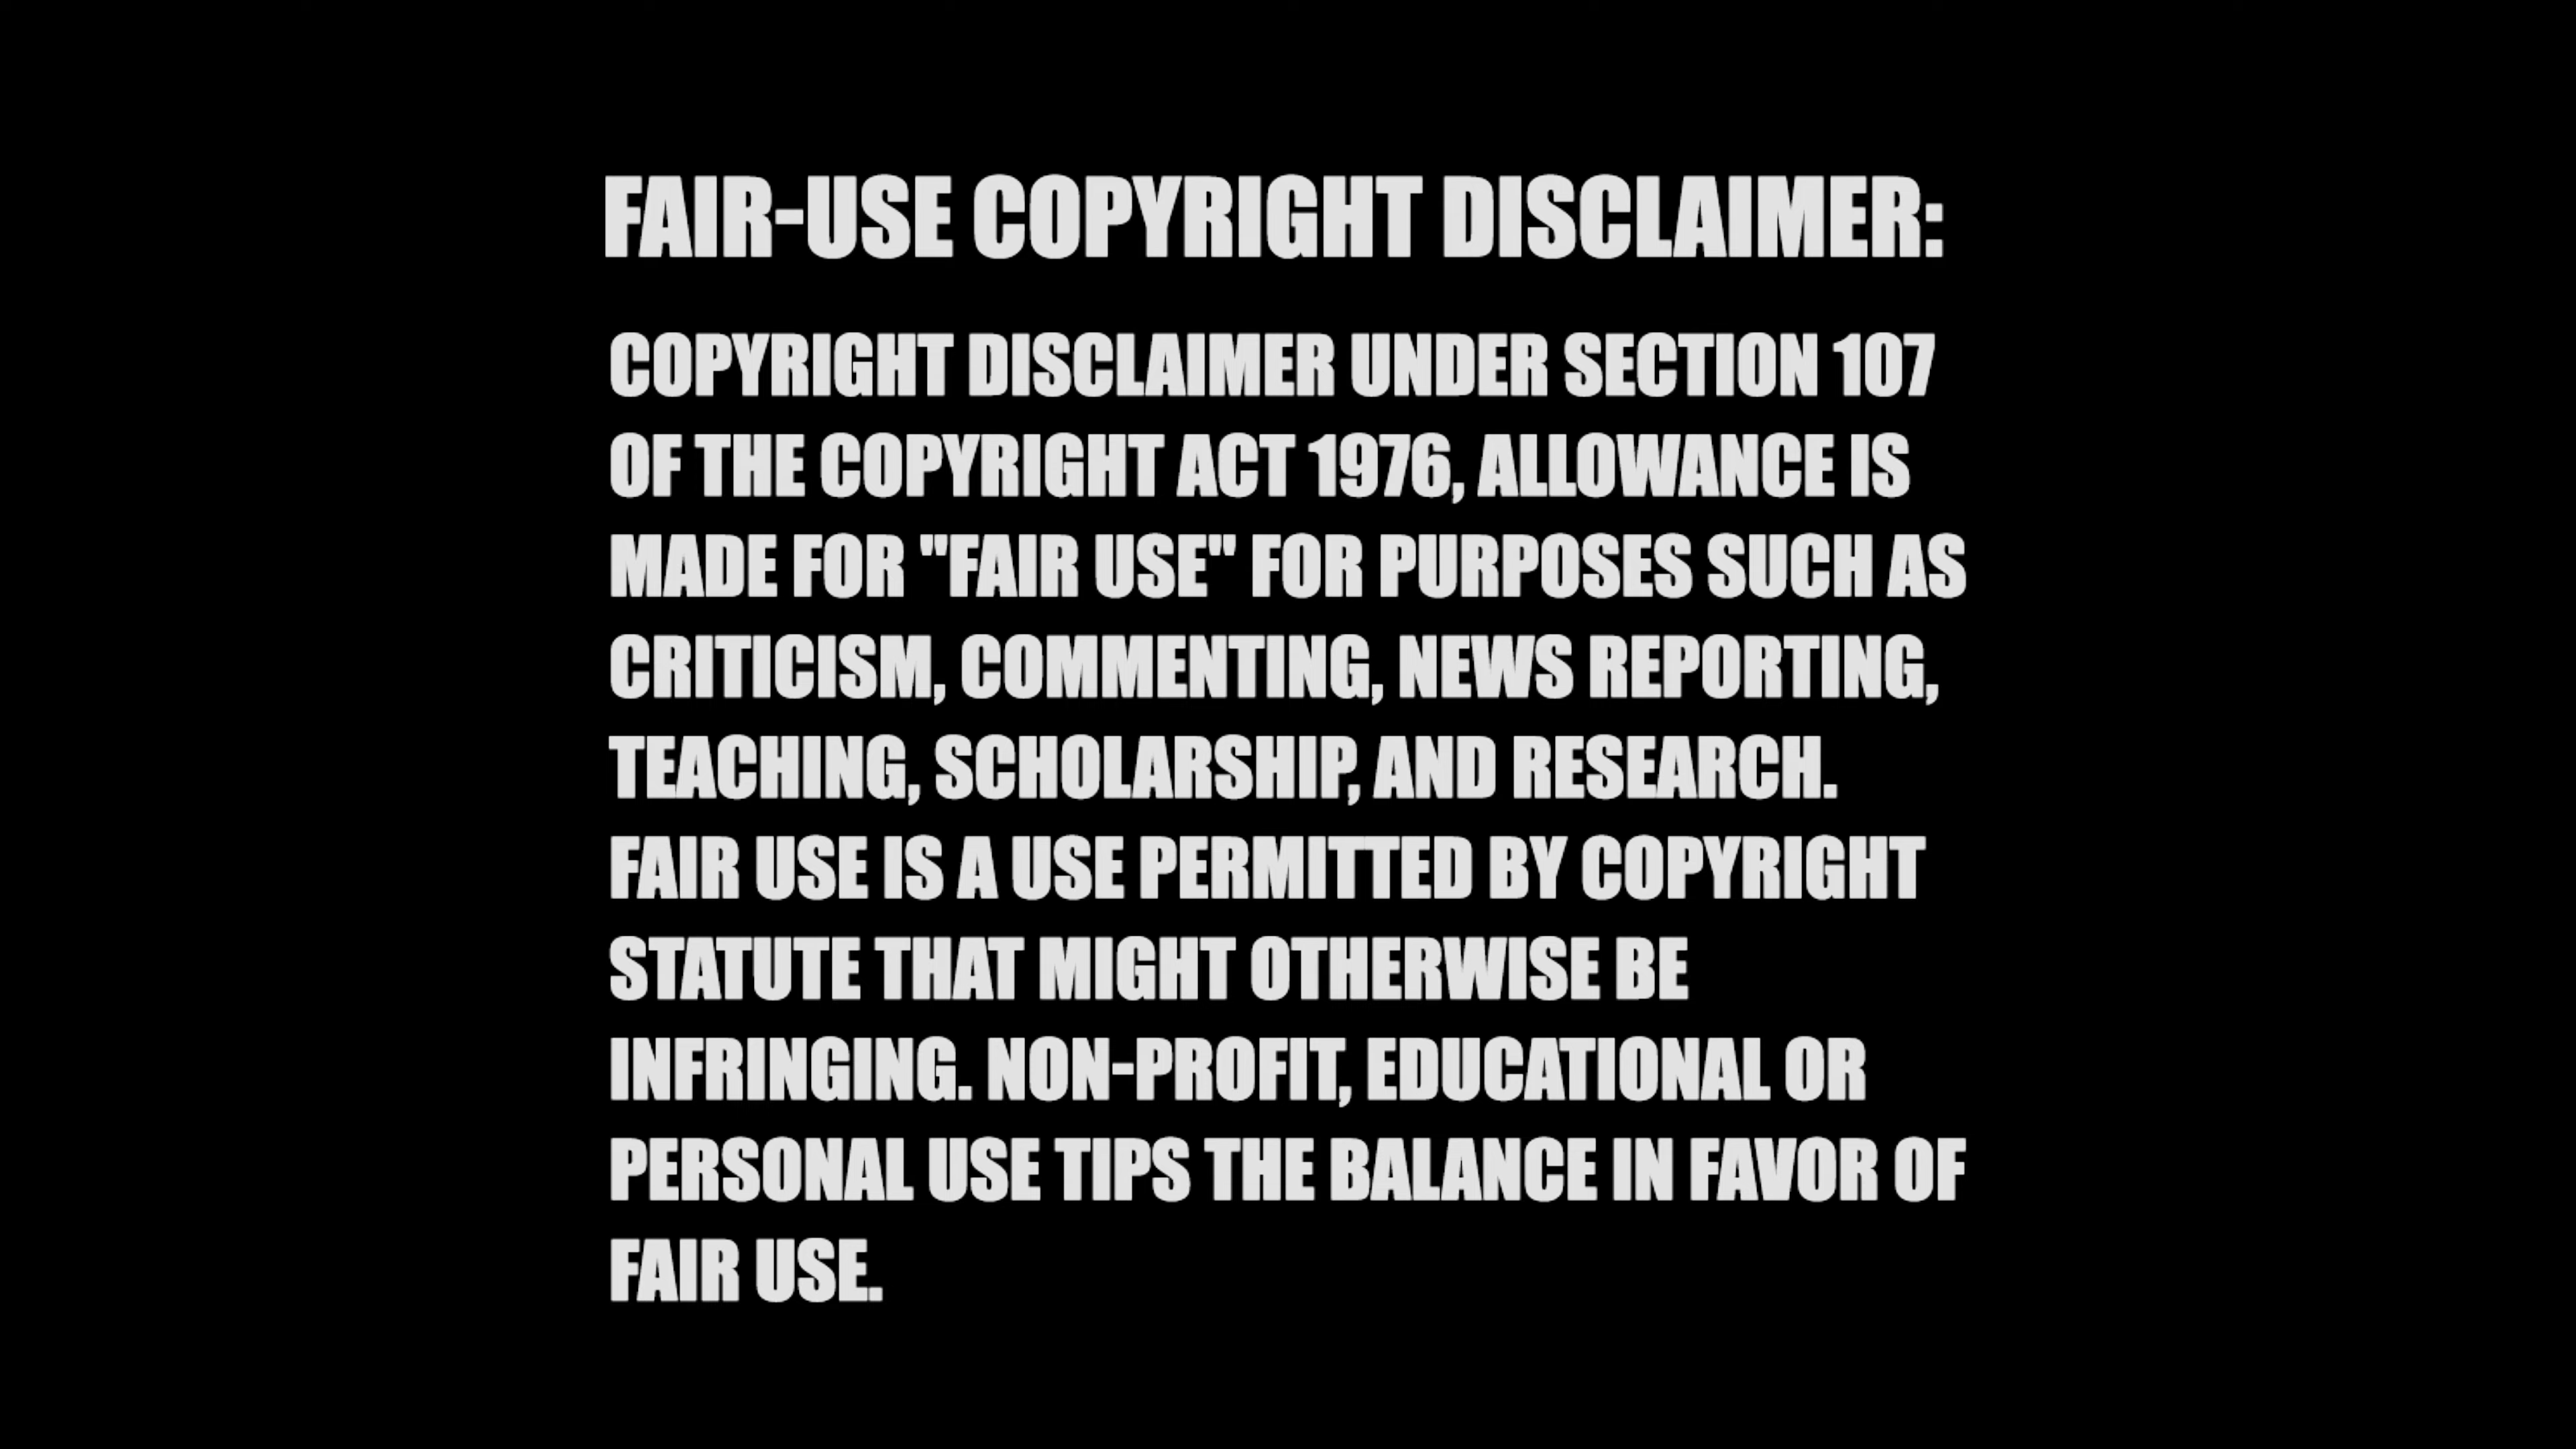 FAIR-USE COPYRIGHT DISCLAIMER:
COPYRIGHT DISCLAIMER UNDER SECTION 107
OF THE COPYRIGHT ACT 1976, ALLOWANCE IS
MADE FOR "FAIR USE" FOR PURPOSES SUCH AS
CRITICISM, COMMENTING, NEWS REPORTING,
TEACHING, SCHOLARSHIP, AND RESEARCH.
FAIR USE IS A USE PERMITTED BY COPYRIGHT
STATUTE THAT MIGHT OTHERWISE BE
INFRINGING. NON-PROFIT, EDUCATIONAL OR
PERSONAL USE TIPS THE BALANCE IN FAVOR OF
FAIR USE.